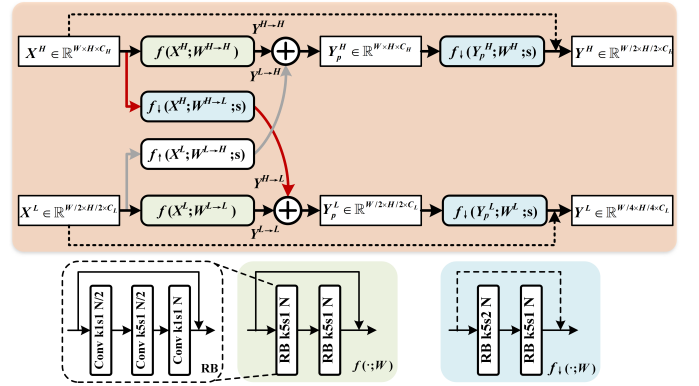 X^H ∈ ℝ^{W×H×C_H}
f(X^H;W^{H→H})
Y^{H→H}
Y^{L→H}
Y_p^H ∈ ℝ^{W×H×C_H}
f↓(Y_p^H;W^H;s)
Y^H ∈ ℝ^{W/2×H/2×C_L}
f↓(X^H;W^{H→L};s)
f↑(X^L;W^{L→H};s)
X^L ∈ ℝ^{W/2×H/2×C_L}
f(X^L;W^{L→L})
Y^{H→L}
Y^{L→L}
Y_p^L ∈ ℝ^{W/2×H/2×C_L}
f↓(Y_p^L;W^L;s)
Y^L ∈ ℝ^{W/4×H/4×C_L}
Conv k1s1 N/2
Conv k5s1 N/2
Conv k1s1 N
RB
RB k5s1 N
RB k5s1 N
f(·;W)
RB k5s2 N
RB k5s1 N
f↓(·;W)